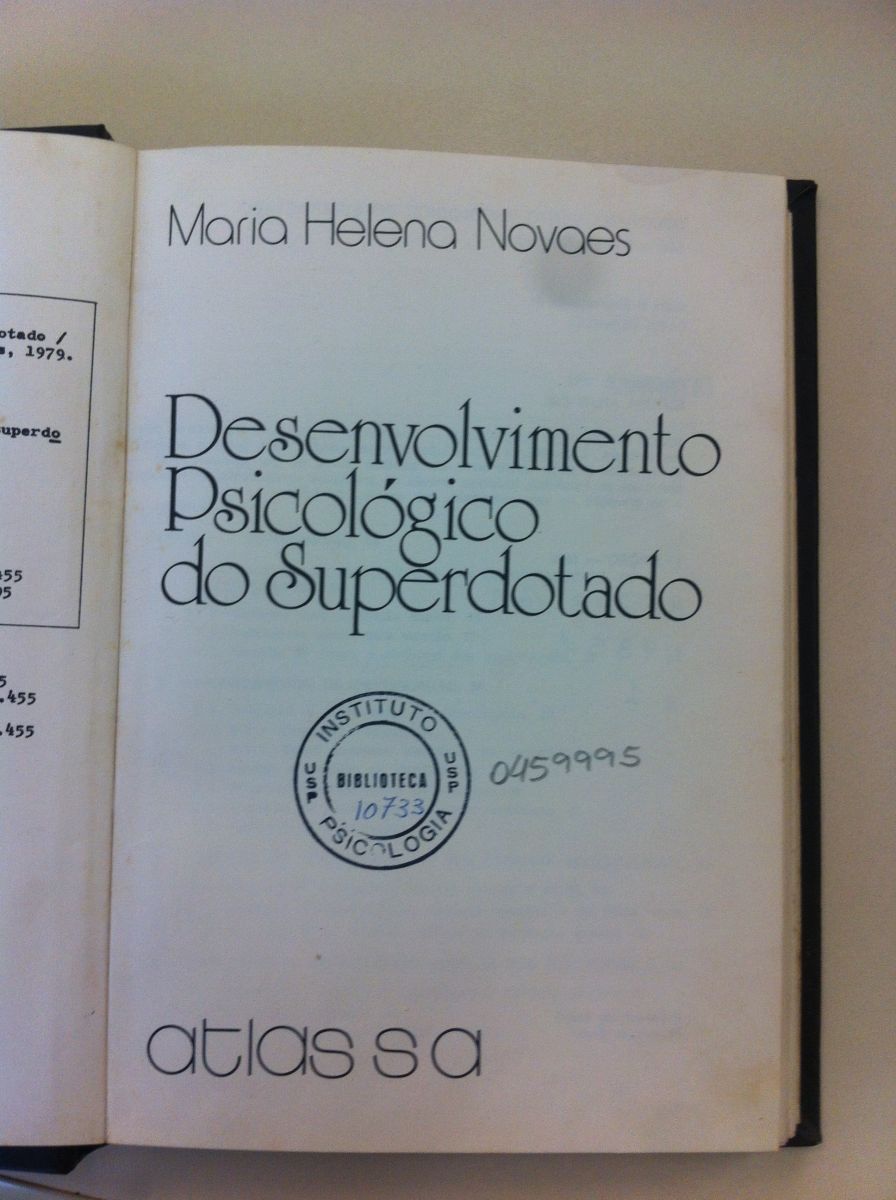 otado /
s, 1979.
uperdo
455
5
5
.455
.455
Maria Helena Novaes
Desenvolvimento
Psicológico
do Superdotado
INSTITUTO
USP
BIBLIOTECA
USP
10733
PSICOLOGIA
0459995
atlas s a